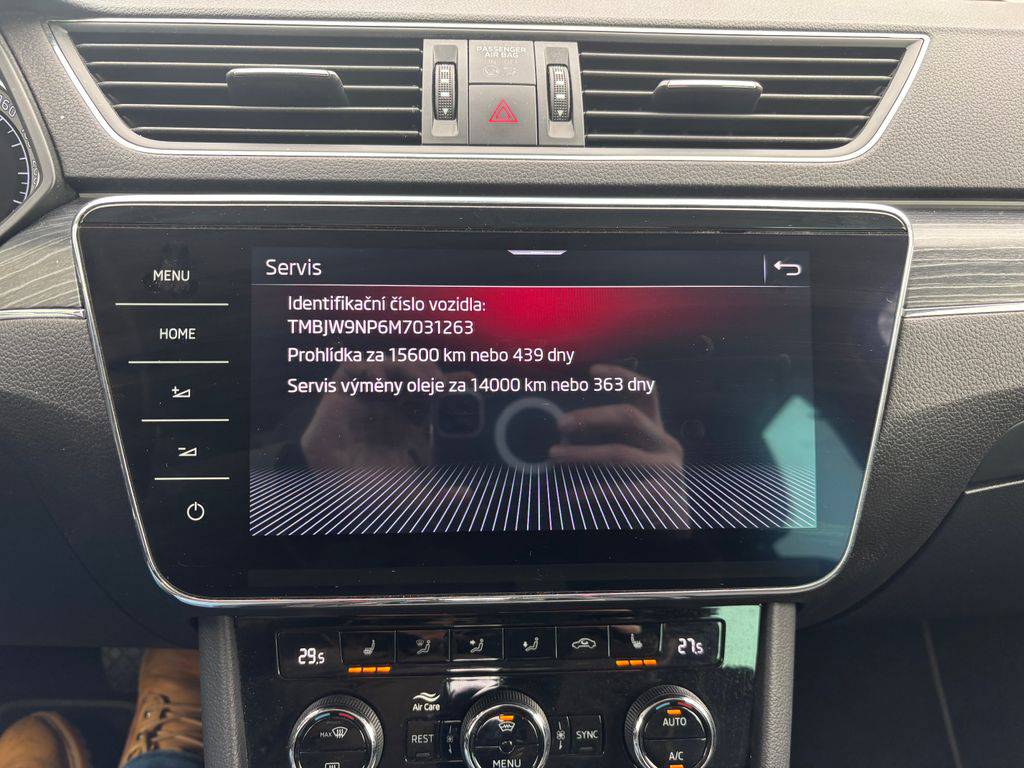 PASSENGER
AIR BAG
160
MENU
Servis
Identifikační číslo vozidla:
TMBJW9NP6M7031263
HOME
Prohlídka za 15600 km nebo 439 dny
Servis výměny oleje za 14000 km nebo 363 dny
29.5
27.5
Air Care
MAX
REST
MENU
SYNC
AUTO
A/C